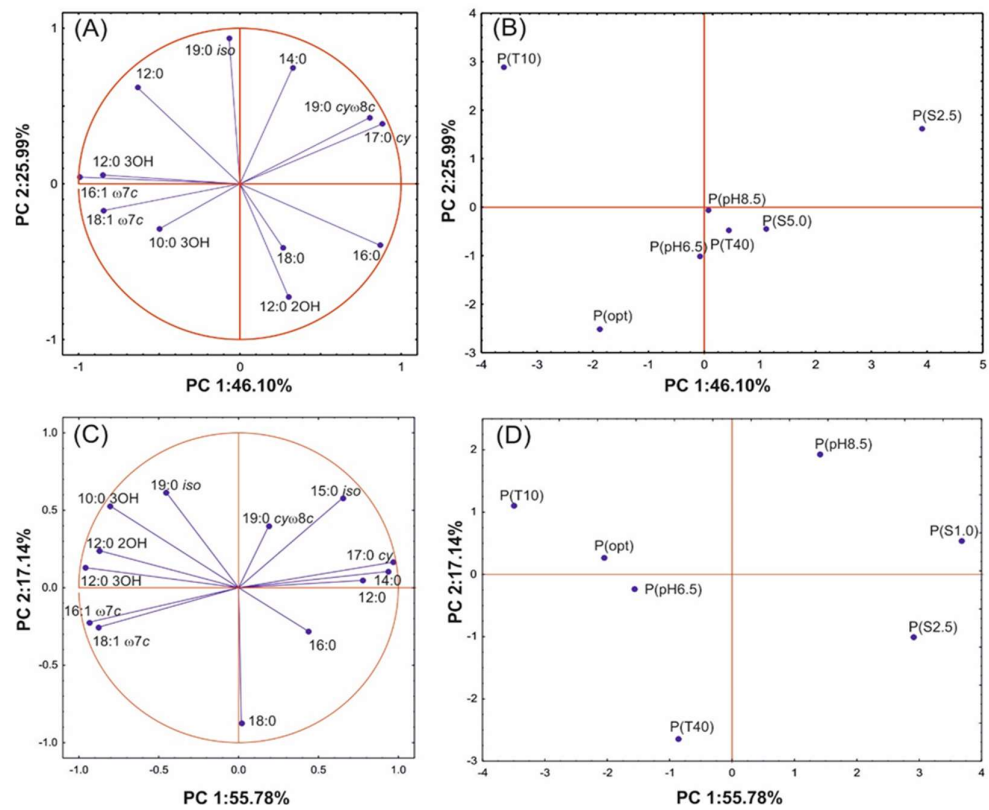 (A)
1
0
-1
-1
0
1
PC 2:25.99%
PC 1:46.10%
19:0 iso
14:0
12:0
19:0 cyω8c
17:0 cy
12:0 3OH
16:1 ω7c
18:1 ω7c
10:0 3OH
18:0
16:0
12:0 2OH
(B)
4
3
2
1
0
-1
-2
-3
-4
-3
-2
-1
0
1
2
3
4
5
PC 2:25.99%
PC 1:46.10%
P(T10)
P(S2.5)
P(pH8.5)
P(S5.0)
P(pH6.5)
P(T40)
P(opt)
(C)
1.0
0.5
0.0
-0.5
-1.0
-1.0
-0.5
0.0
0.5
1.0
PC 2:17.14%
PC 1:55.78%
19:0 iso
15:0 iso
10:0 3OH
19:0 cyω8c
12:0 2OH
17:0 cy
12:0 3OH
14:0
12:0
16:1 ω7c
18:1 ω7c
16:0
18:0
(D)
2
1
0
-1
-2
-3
-4
-3
-2
-1
0
1
2
3
4
PC 2:17.14%
PC 1:55.78%
P(pH8.5)
P(T10)
P(S1.0)
P(opt)
P(pH6.5)
P(S2.5)
P(T40)